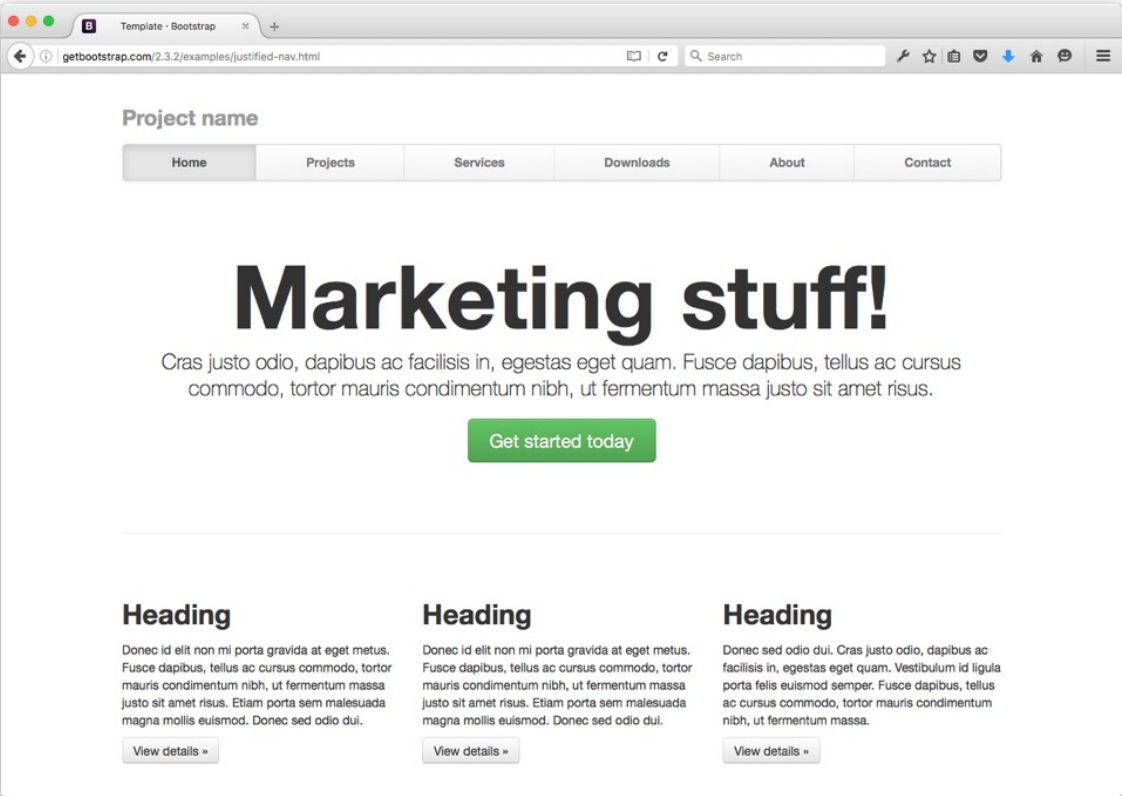 Template · Bootstrap
getbootstrap.com/2.3.2/examples/justified-nav.html
Search
Project name
Home Projects Services Downloads About Contact
Marketing stuff!
Cras justo odio, dapibus ac facilisis in, egestas eget quam. Fusce dapibus, tellus ac cursus
commodo, tortor mauris condimentum nibh, ut fermentum massa justo sit amet risus.
Get started today
Heading
Donec id elit non mi porta gravida at eget metus.
Fusce dapibus, tellus ac cursus commodo, tortor
mauris condimentum nibh, ut fermentum massa
justo sit amet risus. Etiam porta sem malesuada
magna mollis euismod. Donec sed odio dui.
View details »
Heading
Donec id elit non mi porta gravida at eget metus.
Fusce dapibus, tellus ac cursus commodo, tortor
mauris condimentum nibh, ut fermentum massa
justo sit amet risus. Etiam porta sem malesuada
magna mollis euismod. Donec sed odio dui.
View details »
Heading
Donec sed odio dui. Cras justo odio, dapibus ac
facilisis in, egestas eget quam. Vestibulum id ligula
porta felis euismod semper. Fusce dapibus, tellus
ac cursus commodo, tortor mauris condimentum
nibh, ut fermentum massa.
View details »